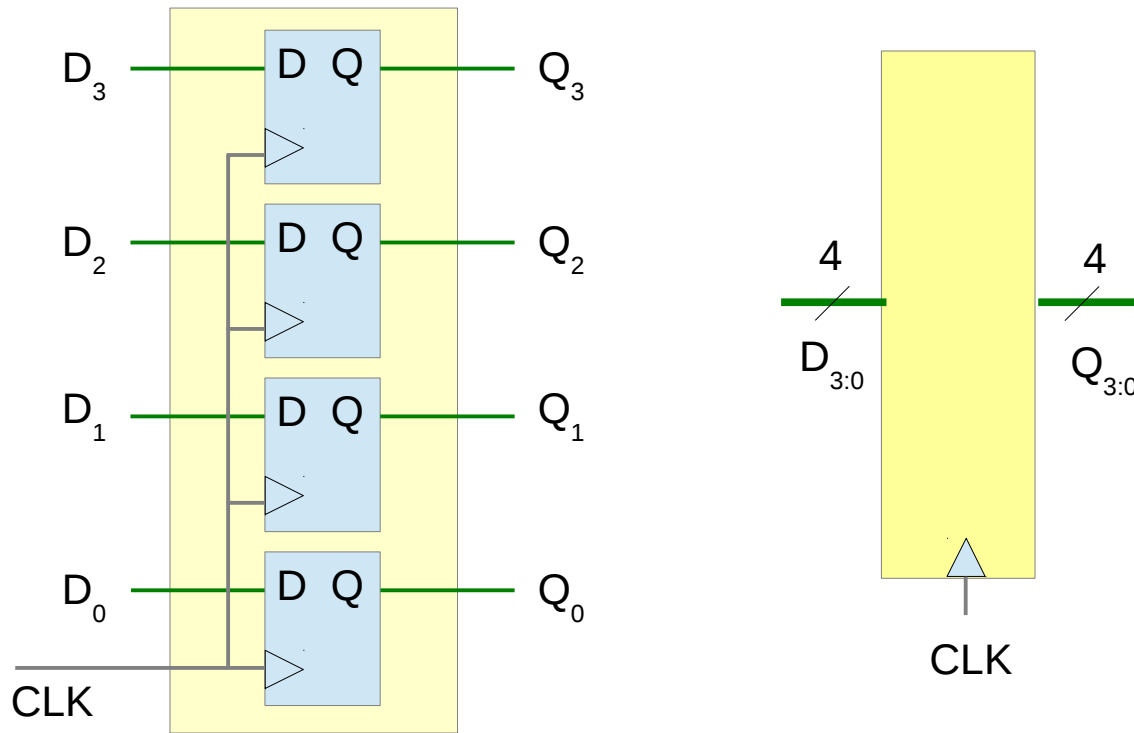 D3 D Q Q3
D2 D Q Q2
D1 D Q Q1
D0 D Q Q0
CLK
4 4
D3:0 Q3:0
CLK